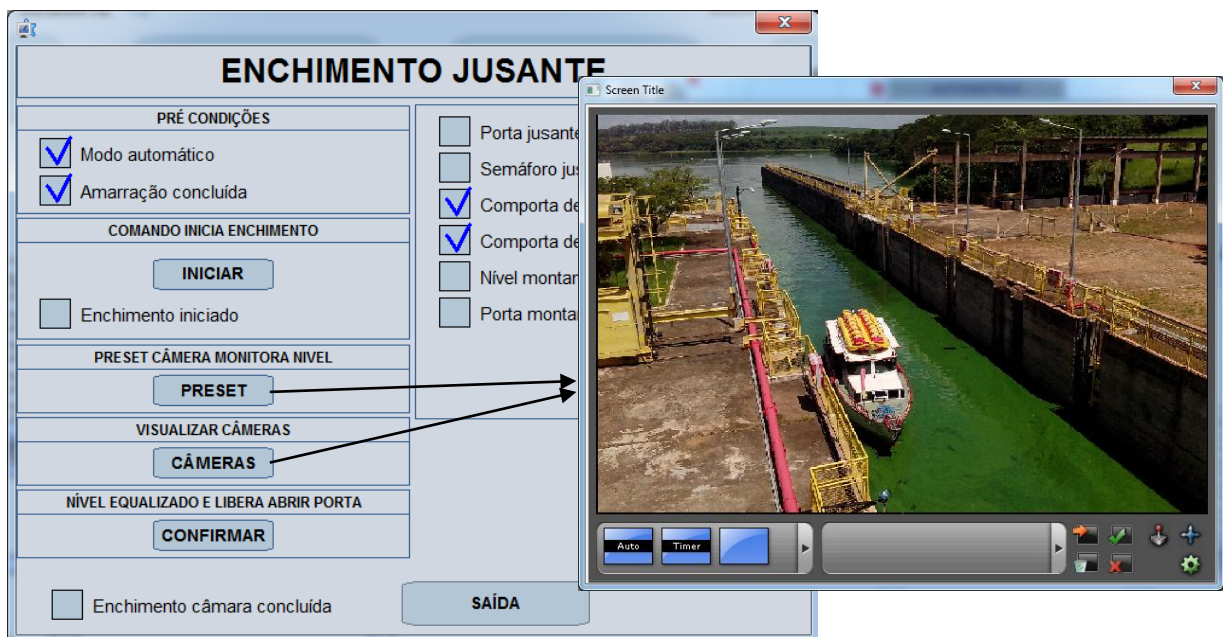 ENCHIMENTO JUSANTE
Screen Title
PRÉ CONDIÇÕES
Modo automático
Amarração concluída
COMANDO INICIA ENCHIMENTO
INICIAR
Enchimento iniciado
PRESET CÂMERA MONITORA NIVEL
PRESET
VISUALIZAR CÂMERAS
CÂMERAS
NÍVEL EQUALIZADO E LIBERA ABRIR PORTA
CONFIRMAR
Enchimento câmara concluída
SAÍDA
Porta jusante
Semáforo jus
Comporta de
Comporta de
Nível montar
Porta monta
Auto
Timer